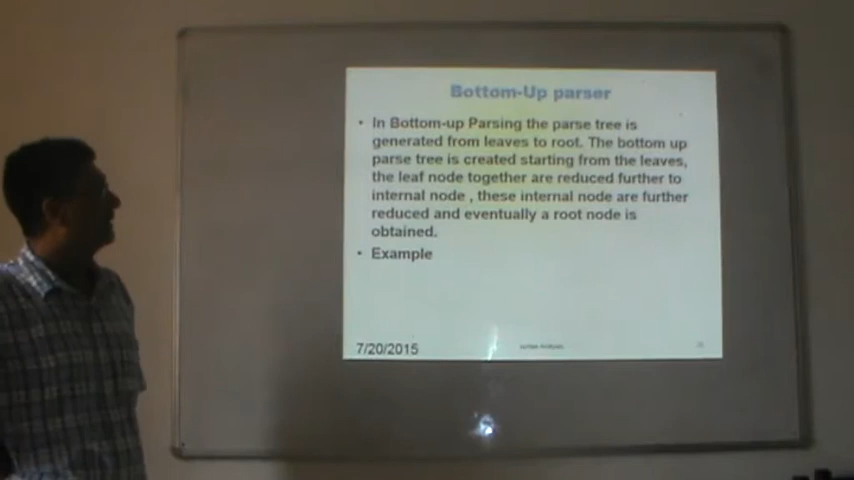 Bottom-Up parser
• In Bottom-up Parsing the parse tree is
generated from leaves to root. The bottom up
parse tree is created starting from the leaves,
the leaf node together are reduced further to
internal node , these internal node are further
reduced and eventually a root node is
obtained.
• Example
7/20/2015
Syntax Analysis